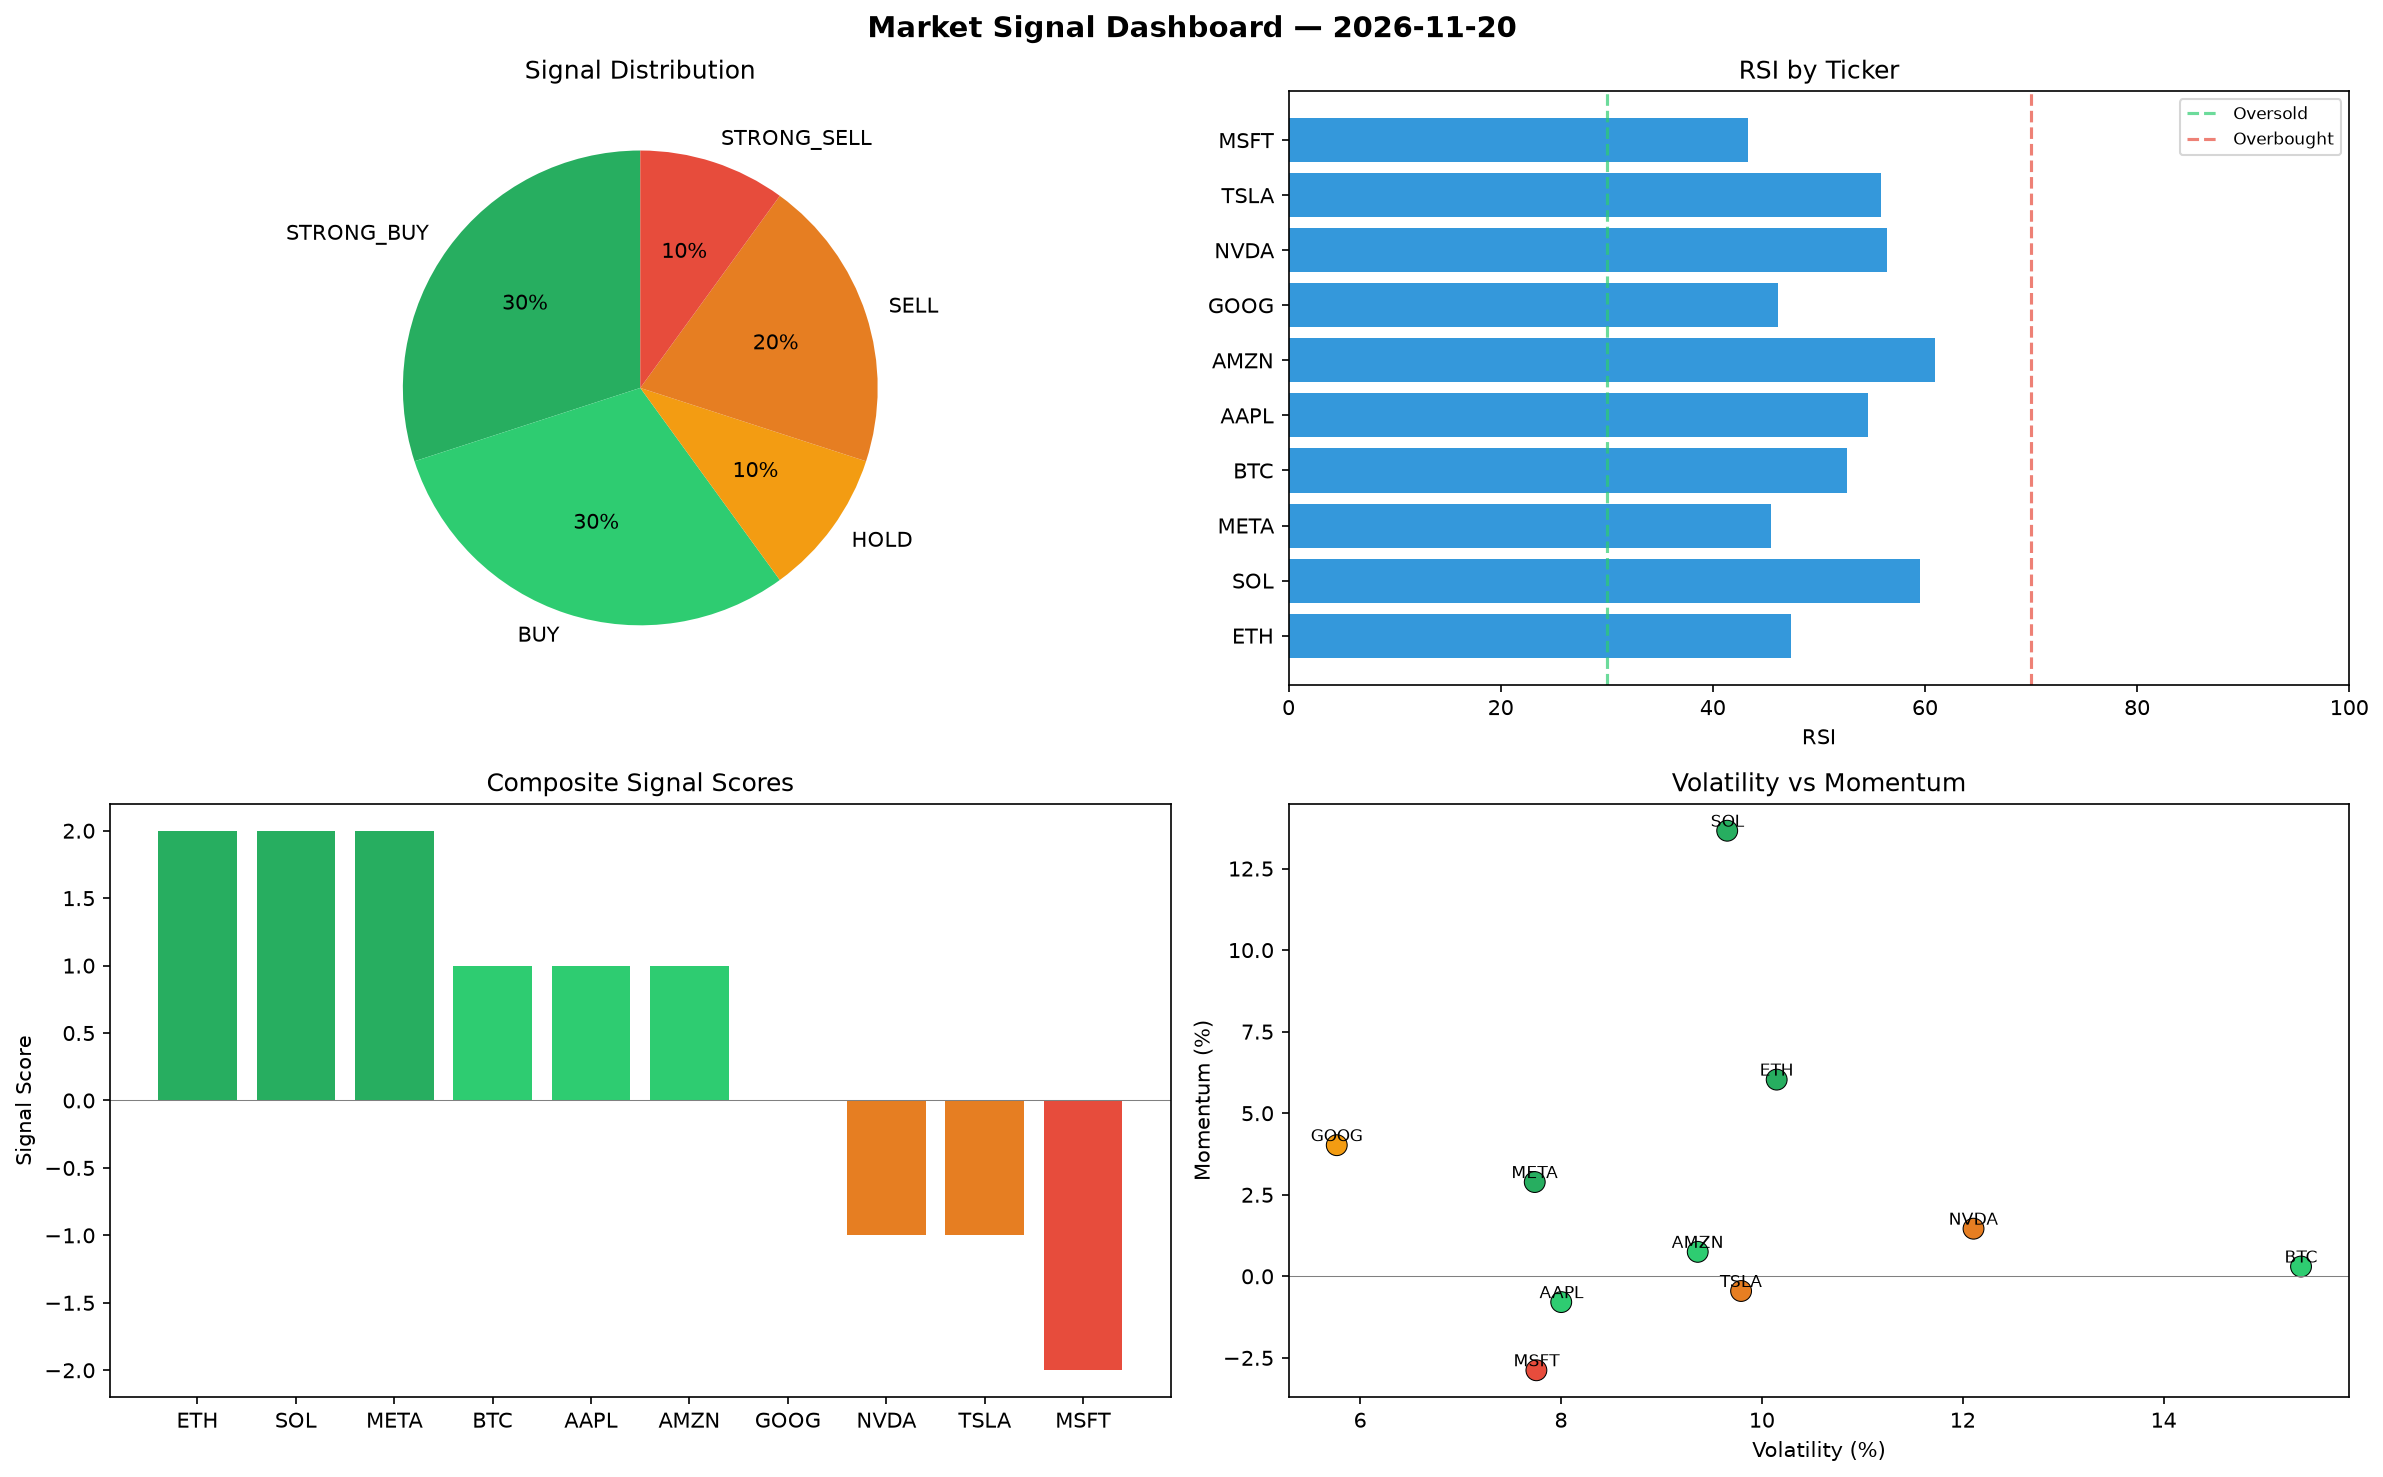 Market Signal Dashboard — 2026-11-20
Signal Distribution
STRONG_SELL
STRONG_BUY
10%
SELL
30%
20%
10%
30%
HOLD
BUY
RSI by Ticker
Oversold
Overbought
MSFT
TSLA
NVDA
GOOG
AMZN
AAPL
BTC
META
SOL
ETH
0 20 40 60 80 100
RSI
Composite Signal Scores
Signal Score
2.0
1.5
1.0
0.5
0.0
−0.5
−1.0
−1.5
−2.0
ETH SOL META BTC AAPL AMZN GOOG NVDA TSLA MSFT
Volatility vs Momentum
Momentum (%)
12.5
10.0
7.5
5.0
2.5
0.0
−2.5
SOL
ETH
GOOG
META
NVDA
AMZN
BTC
TSLA
AAPL
MSFT
6 8 10 12 14
Volatility (%)